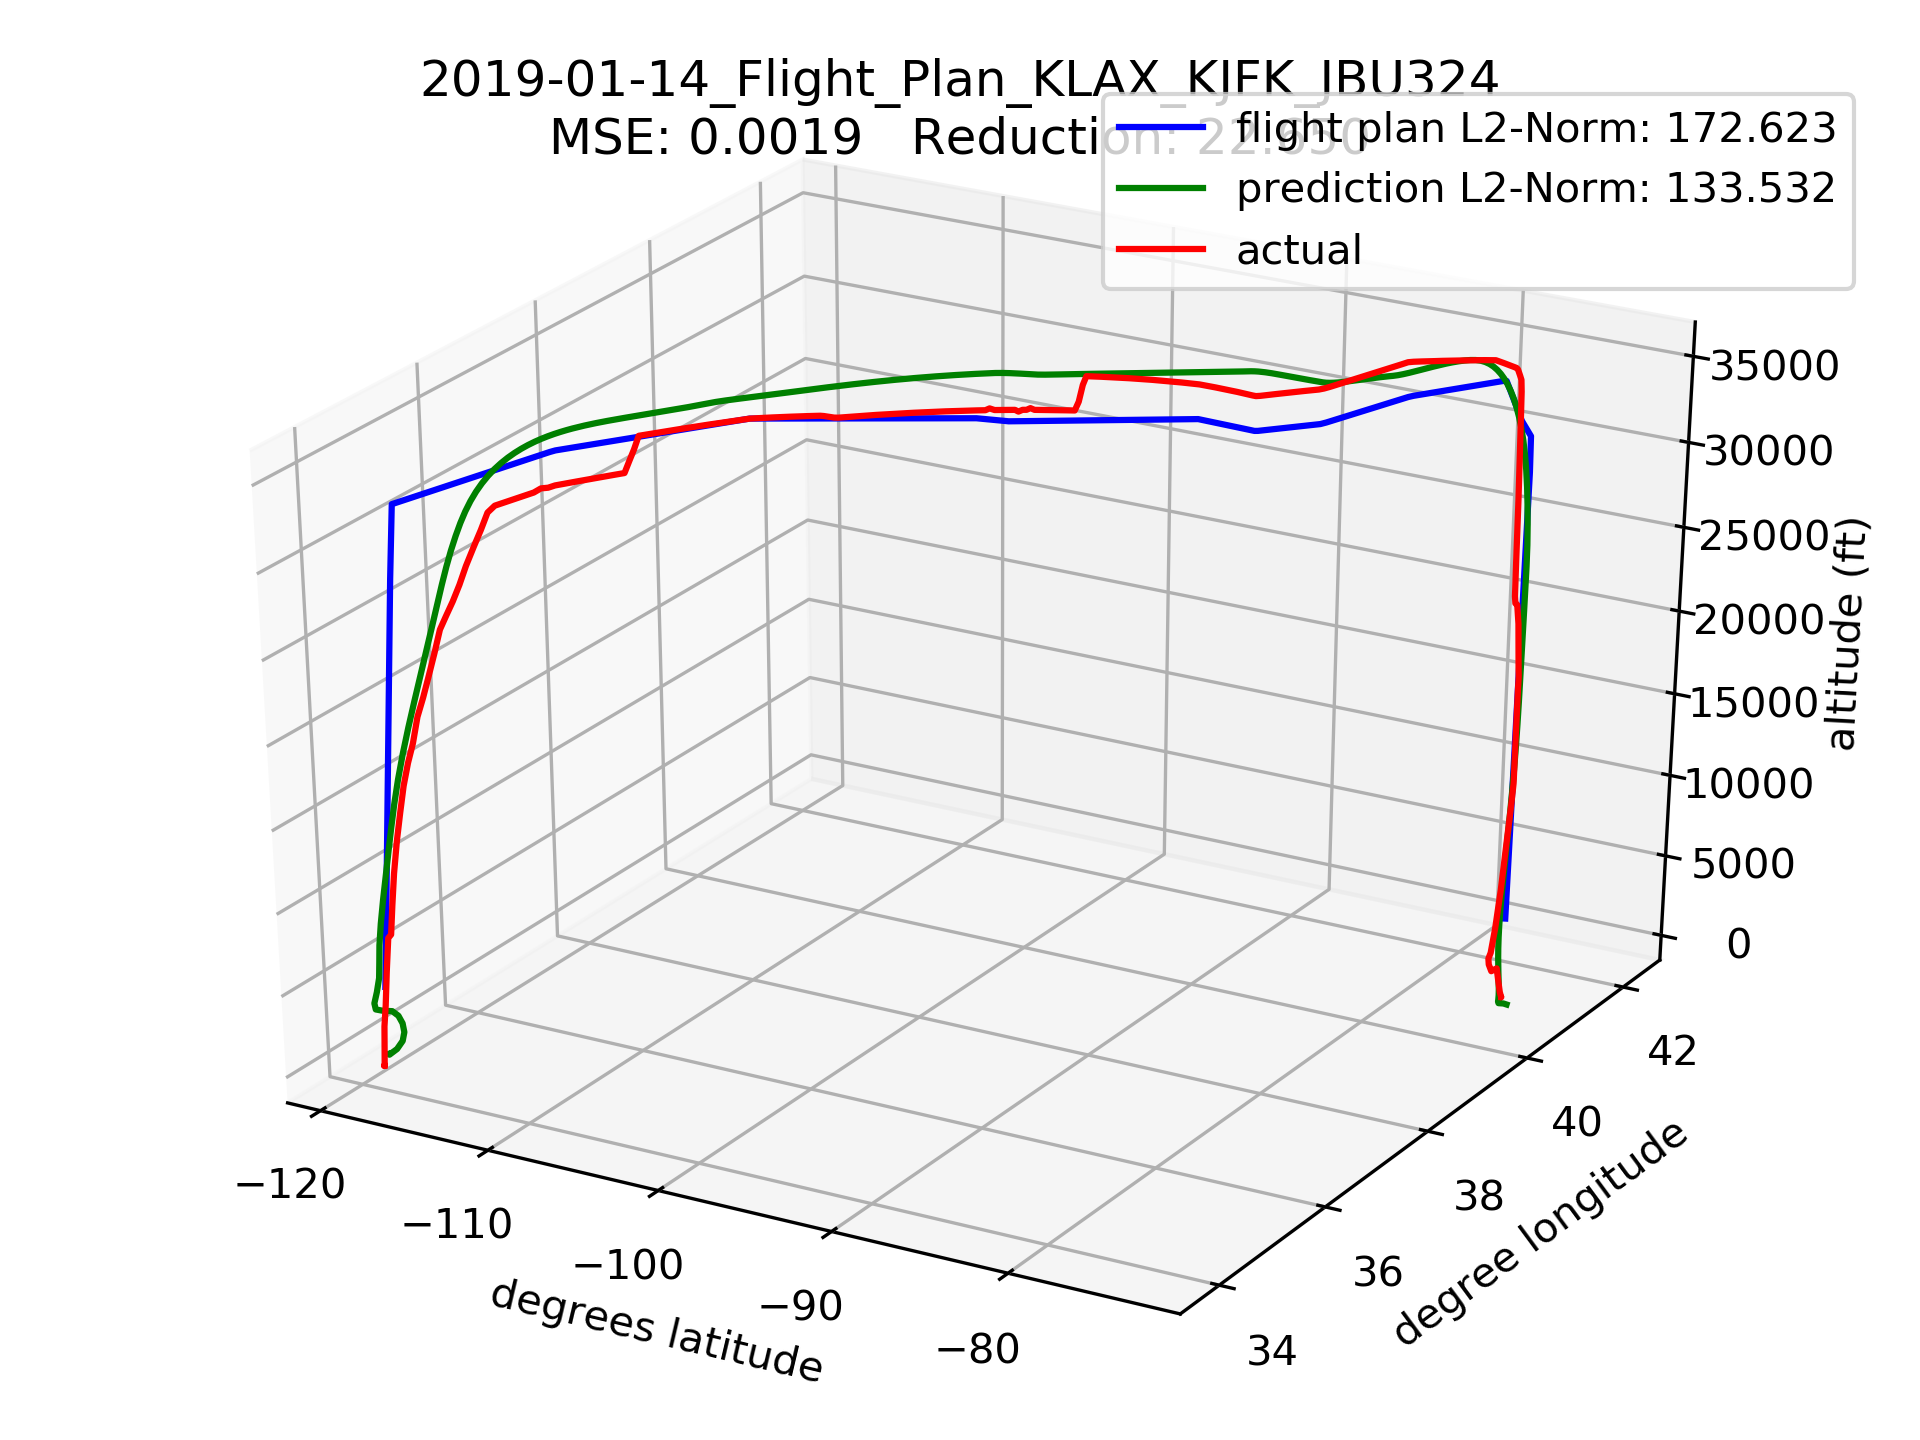 2019-01-14_Flight_Plan_KLAX_KJFK_JBU324
MSE: 0.0019 Reduction: 22.650
flight plan L2-Norm: 172.623
prediction L2-Norm: 133.532
actual
35000
30000
25000
20000
15000
10000
5000
0
altitude (ft)
−120
−110
−100
−90
−80
degrees latitude
34
36
38
40
42
degree longitude